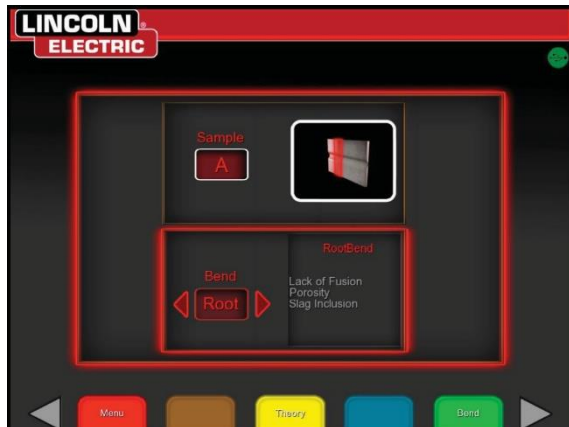 LINCOLN ®
ELECTRIC
Sample
A
RootBend
Bend
Root
Lack of Fusion
Porosity
Slag Inclusion
Menu
Theory
Bend